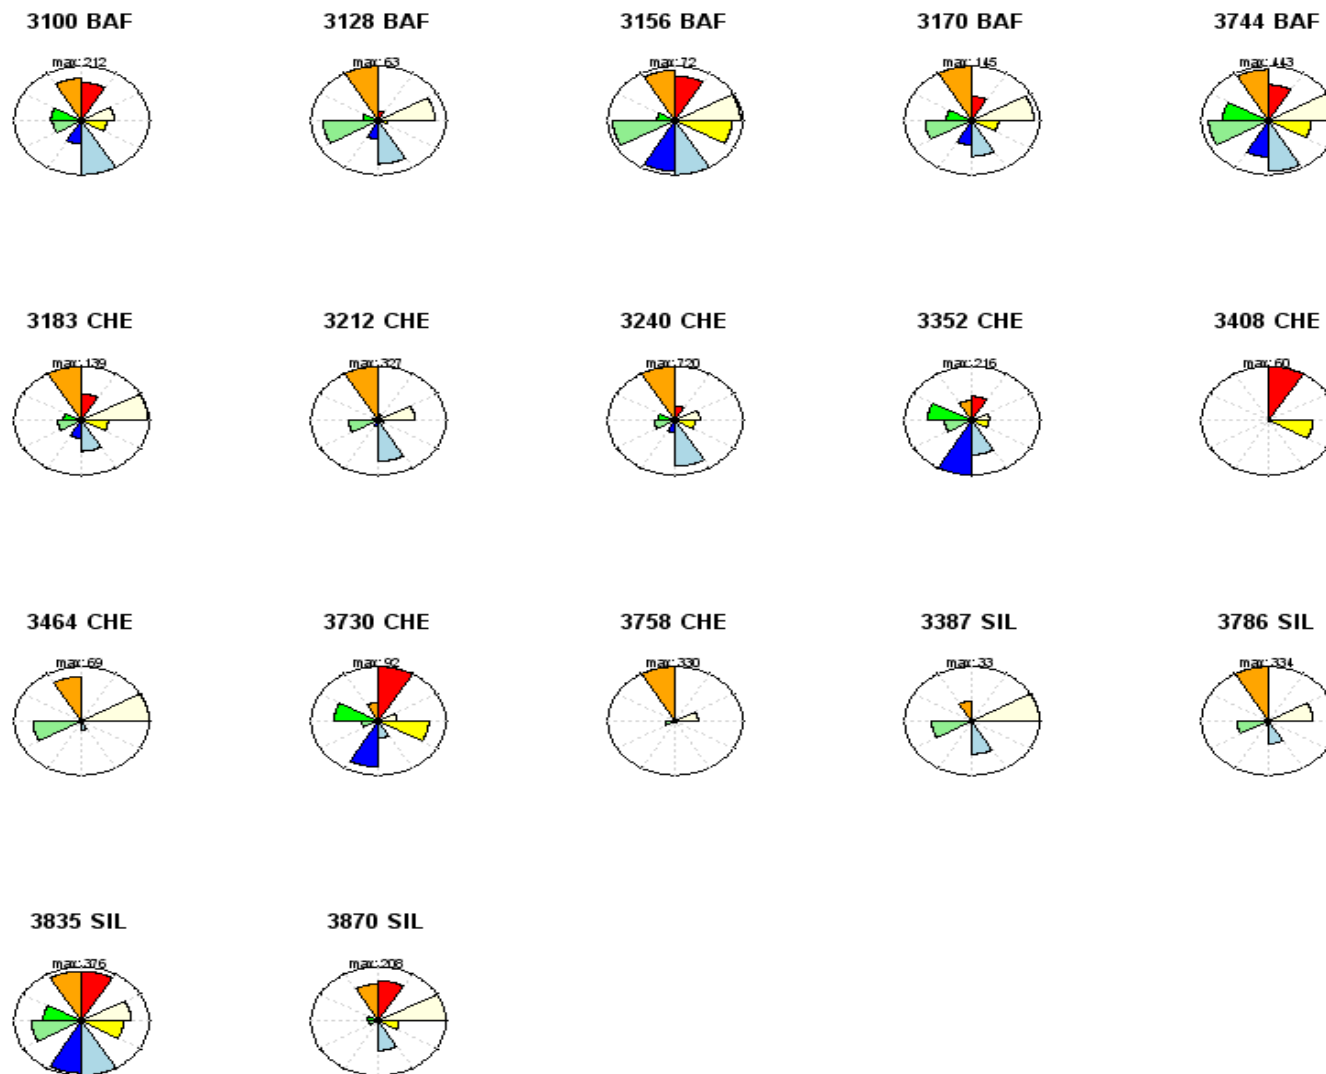 3100 BAF
3128 BAF
3156 BAF
3170 BAF
3744 BAF
max: 212
max: 63
max: 72
max: 145
max: 443
3183 CHE
3212 CHE
3240 CHE
3352 CHE
3408 CHE
max: 139
max: 327
max: 720
max: 216
max: 60
3464 CHE
3730 CHE
3758 CHE
3387 SIL
3786 SIL
max: 69
max: 92
max: 330
max: 33
max: 334
3835 SIL
3870 SIL
max: 376
max: 208